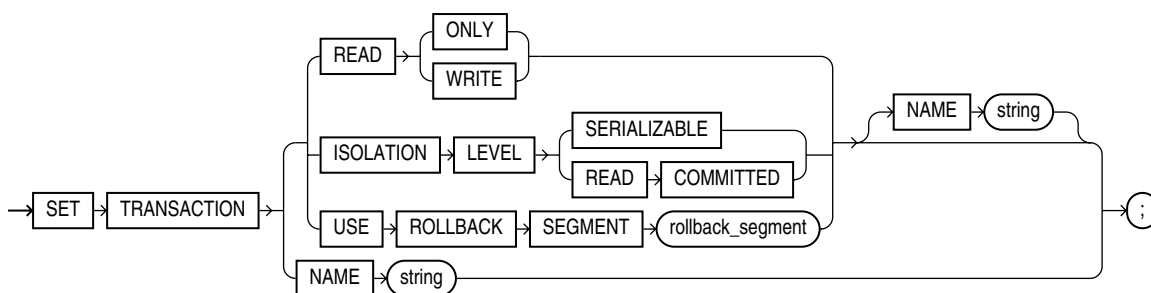 ONLY
READ
WRITE
NAME string
SERIALIZABLE
ISOLATION LEVEL
READ COMMITTED
SET TRANSACTION ;
USE ROLLBACK SEGMENT rollback_segment
NAME string